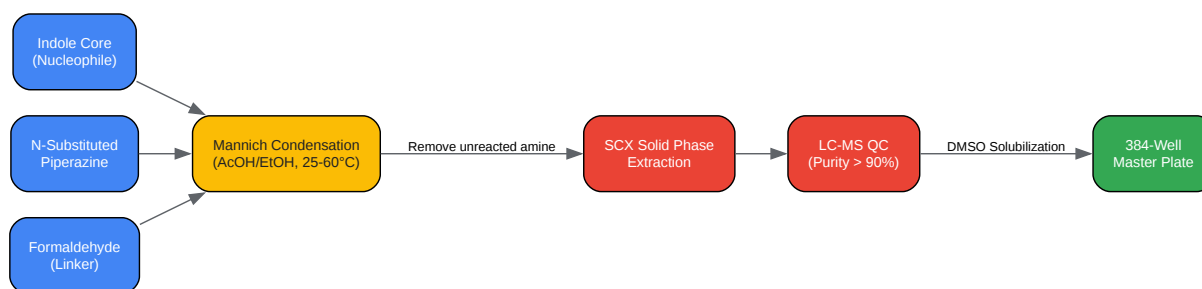 Indole Core
(Nucleophile)
N-Substituted
Piperazine
Formaldehyde
(Linker)
Mannich Condensation
(AcOH/EtOH, 25-60°C)
Remove unreacted amine
SCX Solid Phase
Extraction
LC-MS QC
(Purity > 90%)
DMSO Solubilization
384-Well
Master Plate